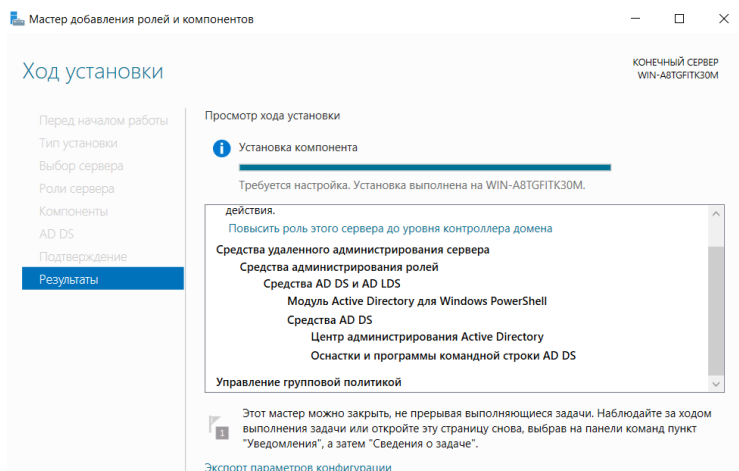 Мастер добавления ролей и компонентов
Ход установки
КОНЕЧНЫЙ СЕРВЕР
WIN-A8TGFITK30M
Перед началом работы
Тип установки
Выбор сервера
Роли сервера
Компоненты
AD DS
Подтверждение
Результаты
Просмотр хода установки
Установка компонента
Требуется настройка. Установка выполнена на WIN-A8TGFITK30M.
действия.
Повысить роль этого сервера до уровня контроллера домена
Средства удаленного администрирования сервера
Средства администрирования ролей
Средства AD DS и AD LDS
Модуль Active Directory для Windows PowerShell
Средства AD DS
Центр администрирования Active Directory
Оснастки и программы командной строки AD DS
Управление групповой политикой
1
Этот мастер можно закрыть, не прерывая выполняющиеся задачи. Наблюдайте за ходом
выполнения задачи или откройте эту страницу снова, выбрав на панели команд пункт
"Уведомления", а затем "Сведения о задаче".
Экспорт параметров конфигурации